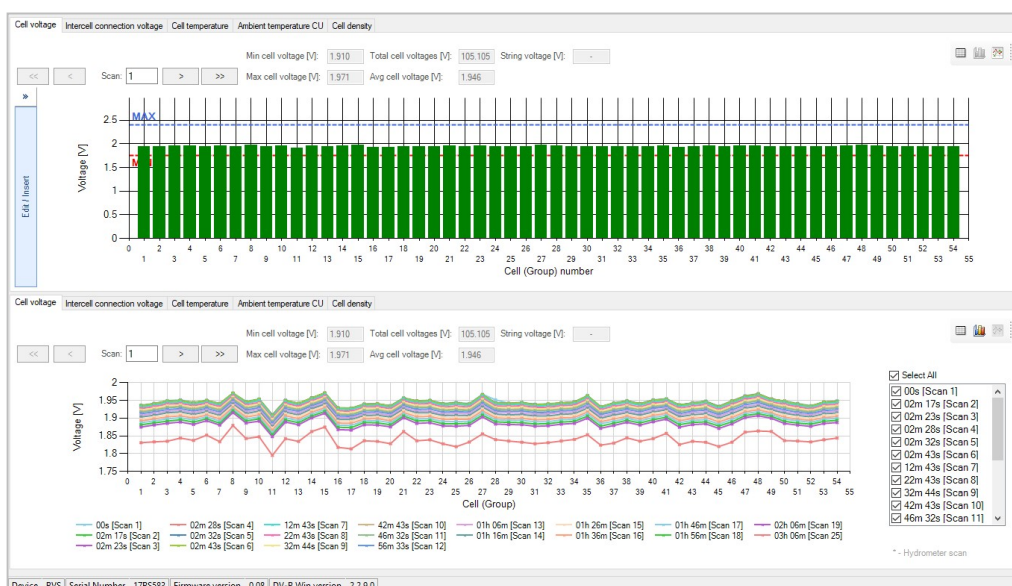 Cell voltage Intercell connection voltage Cell temperature Ambient temperature CU Cell density
Min cell voltage [V]: 1.910 Total cell voltages [V]: 105.105 String voltage [V]: -
<< < Scan: 1 > >> Max cell voltage [V]: 1.971 Avg cell voltage [V]: 1.946
»
Edit / Insert
MAX
2.5
2
1.5
1
0.5
0
Voltage [V]
0 2 4 6 8 10 12 14 16 18 20 22 24 26 28 30 32 34 36 38 40 42 44 46 48 50 52 54
1 3 5 7 9 11 13 15 17 19 21 23 25 27 29 31 33 35 37 39 41 43 45 47 49 51 53 55
Cell (Group) number
Cell voltage Intercell connection voltage Cell temperature Ambient temperature CU Cell density
Min cell voltage [V]: 1.910 Total cell voltages [V]: 105.105 String voltage [V]: -
<< < Scan: 1 > >> Max cell voltage [V]: 1.971 Avg cell voltage [V]: 1.946
2
1.95
1.9
1.85
1.8
1.75
Voltage [V]
0 2 4 6 8 10 12 14 16 18 20 22 24 26 28 30 32 34 36 38 40 42 44 46 48 50 52 54
1 3 5 7 9 11 13 15 17 19 21 23 25 27 29 31 33 35 37 39 41 43 45 47 49 51 53 55
Cell (Group)
00s [Scan 1] 02m 28s [Scan 4] 12m 43s [Scan 7] 42m 43s [Scan 10] 01h 06m [Scan 13] 01h 26m [Scan 15] 01h 46m [Scan 17] 02h 06m [Scan 19]
02m 17s [Scan 2] 02m 32s [Scan 5] 22m 43s [Scan 8] 46m 32s [Scan 11] 01h 16m [Scan 14] 01h 36m [Scan 16] 01h 56m [Scan 18] 03h 06m [Scan 25]
02m 23s [Scan 3] 02m 43s [Scan 6] 32m 44s [Scan 9] 56m 33s [Scan 12]
Select All
00s [Scan 1]
02m 17s [Scan 2]
02m 23s [Scan 3]
02m 28s [Scan 4]
02m 32s [Scan 5]
02m 43s [Scan 6]
12m 43s [Scan 7]
22m 43s [Scan 8]
32m 44s [Scan 9]
42m 43s [Scan 10]
46m 32s [Scan 11]
* - Hydrometer scan
Device BVS Serial Number 17BS583 Firmware version 0.08 DV-B Win version 2.2.9.0